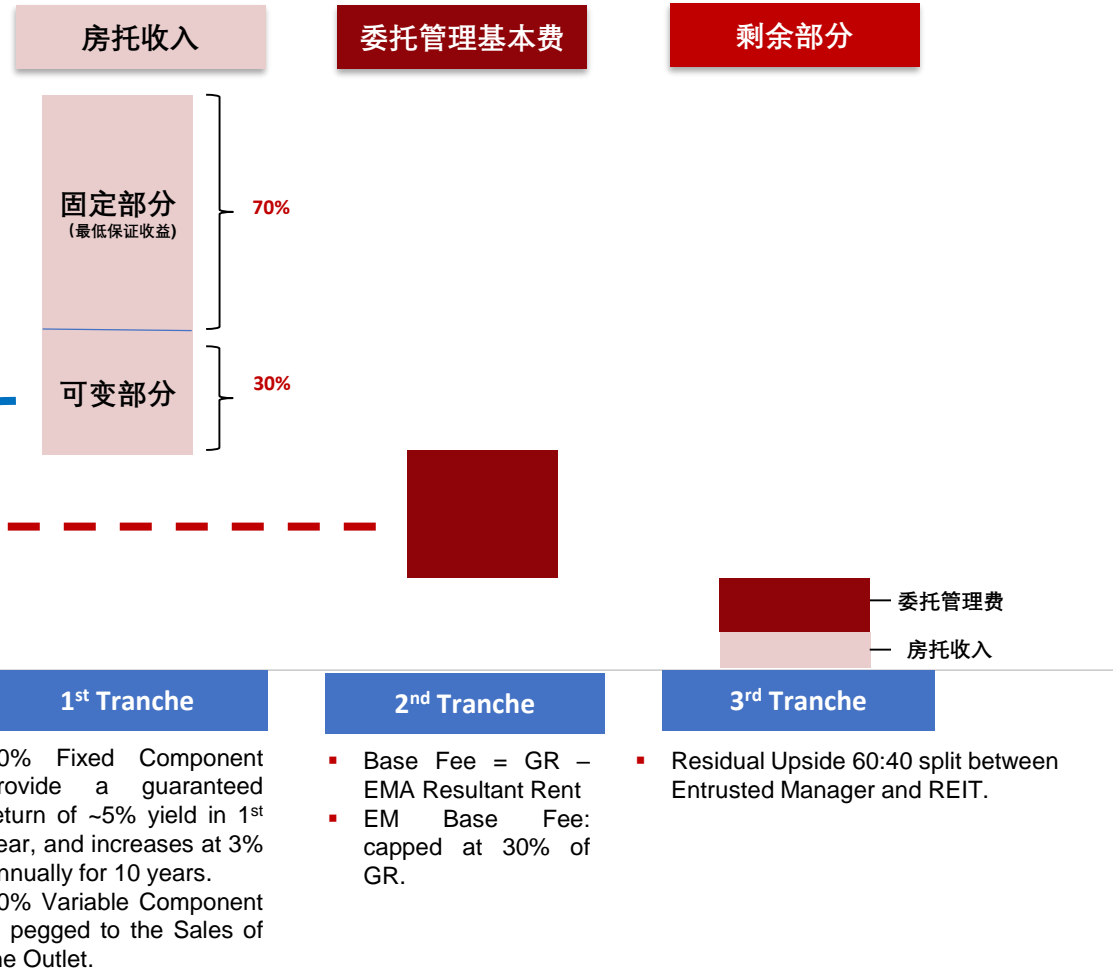 房托收入
委托管理基本费
剩余部分
固定部分
(最低保证收益)
70%
可变部分
30%
委托管理费
房托收入
1st Tranche
2nd Tranche
3rd Tranche
0% Fixed Component
a guaranteed
of ~5% yield in 1st
and increases at 3%
for 10 years.
0% Variable Component
pegged to the Sales of
Outlet.
▪ Base Fee = GR –
EMA Resultant Rent
▪ EM Base Fee:
capped at 30% of
GR.
▪ Residual Upside 60:40 split between
Entrusted Manager and REIT.